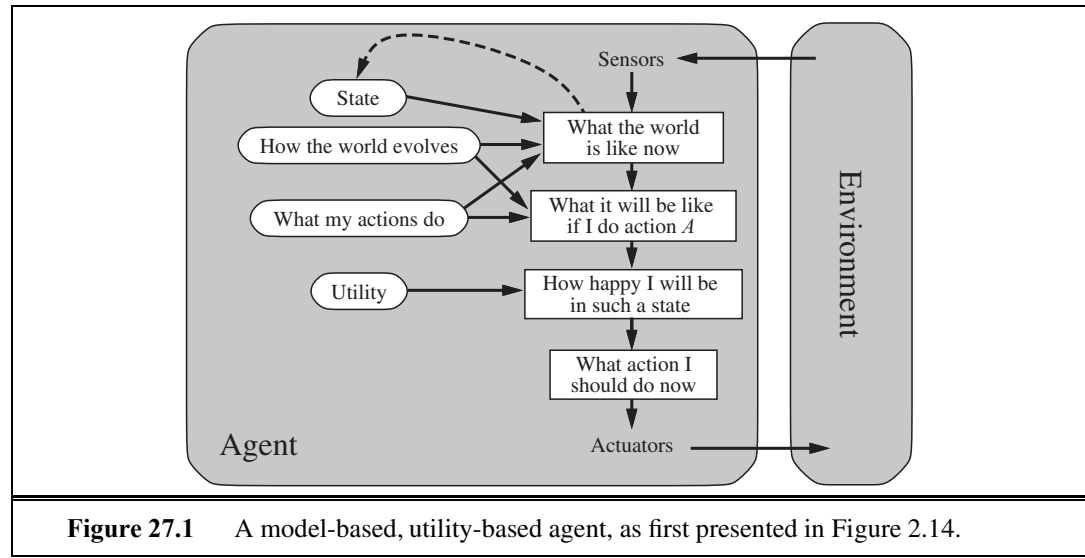 Sensors
State
What the world
is like now
How the world evolves
What my actions do
What it will be like
if I do action A
Utility
How happy I will be
in such a state
What action I
should do now
Agent
Actuators
Environment
Figure 27.1 A model-based, utility-based agent, as first presented in Figure 2.14.